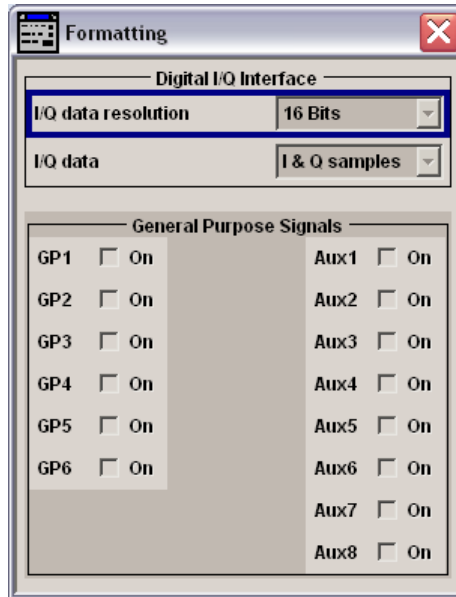 Formatting
Digital I/Q Interface
I/Q data resolution 16 Bits
I/Q data I & Q samples
General Purpose Signals
GP1 On Aux1 On
GP2 On Aux2 On
GP3 On Aux3 On
GP4 On Aux4 On
GP5 On Aux5 On
GP6 On Aux6 On
Aux7 On
Aux8 On